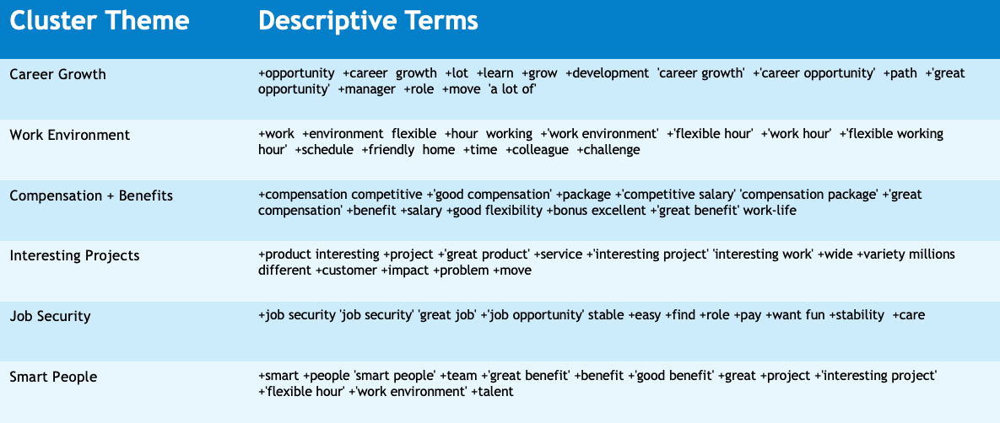 Cluster Theme Descriptive Terms
Career Growth +opportunity +career growth +lot +learn +grow +development 'career growth' +'career opportunity' +path +'great
opportunity' +manager +role +move 'a lot of'
Work Environment +work +environment flexible +hour working +'work environment' +'flexible hour' +'work hour' +'flexible working
hour' +schedule +friendly home +time +colleague +challenge
Compensation + Benefits +compensation competitive +'good compensation' +package +'competitive salary' 'compensation package' +'great
compensation' +benefit +salary +good flexibility +bonus excellent +'great benefit' work-life
Interesting Projects +product interesting +project +'great product' +service +'interesting project' 'interesting work' +wide +variety millions
different +customer +impact +problem +move
Job Security +job security 'job security' 'great job' +'job opportunity' stable +easy +find +role +pay +want fun +stability +care
Smart People +smart +people 'smart people' +team +'great benefit' +benefit +'good benefit' +great +project +'interesting project'
+'flexible hour' +'work environment' +talent